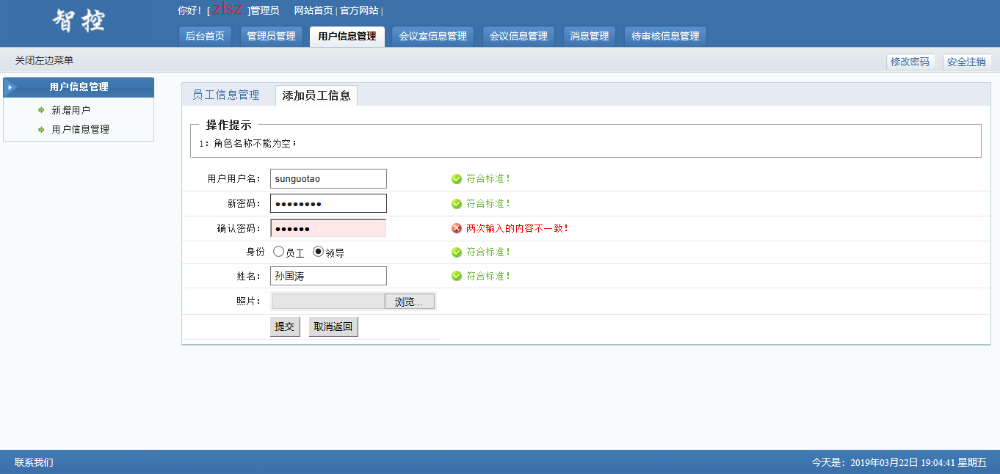 智控
你好！[ zlsz ]管理员 网站首页 | 官方网站 |
后台首页 管理员管理 用户信息管理 会议室信息管理 会议信息管理 消息管理 待审核信息管理
关闭左边菜单 修改密码 安全注销
用户信息管理
新增用户
用户信息管理
员工信息管理 添加员工信息
操作提示
1：角色名称不能为空；
用户用户名： sunguotao 符合标准！
新密码： ●●●●●●●● 符合标准！
确认密码： ●●●●●● 两次输入的内容不一致！
身份 员工 领导 符合标准！
姓名： 孙国涛 符合标准！
照片： 浏览...
提交 取消返回
联系我们 今天是：2019年03月22日 19:04:41 星期五